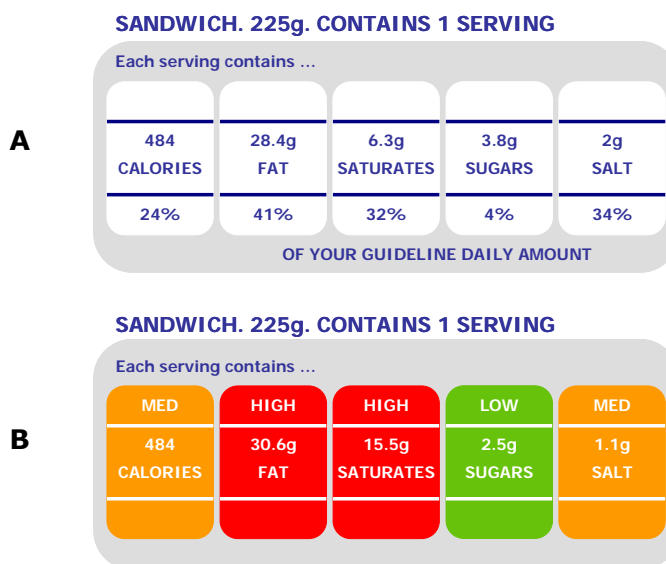 SANDWICH. 225g. CONTAINS 1 SERVING
Each serving contains ...
A
484 28.4g 6.3g 3.8g 2g
CALORIES FAT SATURATES SUGARS SALT
24% 41% 32% 4% 34%
OF YOUR GUIDELINE DAILY AMOUNT
SANDWICH. 225g. CONTAINS 1 SERVING
Each serving contains ...
MED HIGH HIGH LOW MED
B
484 30.6g 15.5g 2.5g 1.1g
CALORIES FAT SATURATES SUGARS SALT